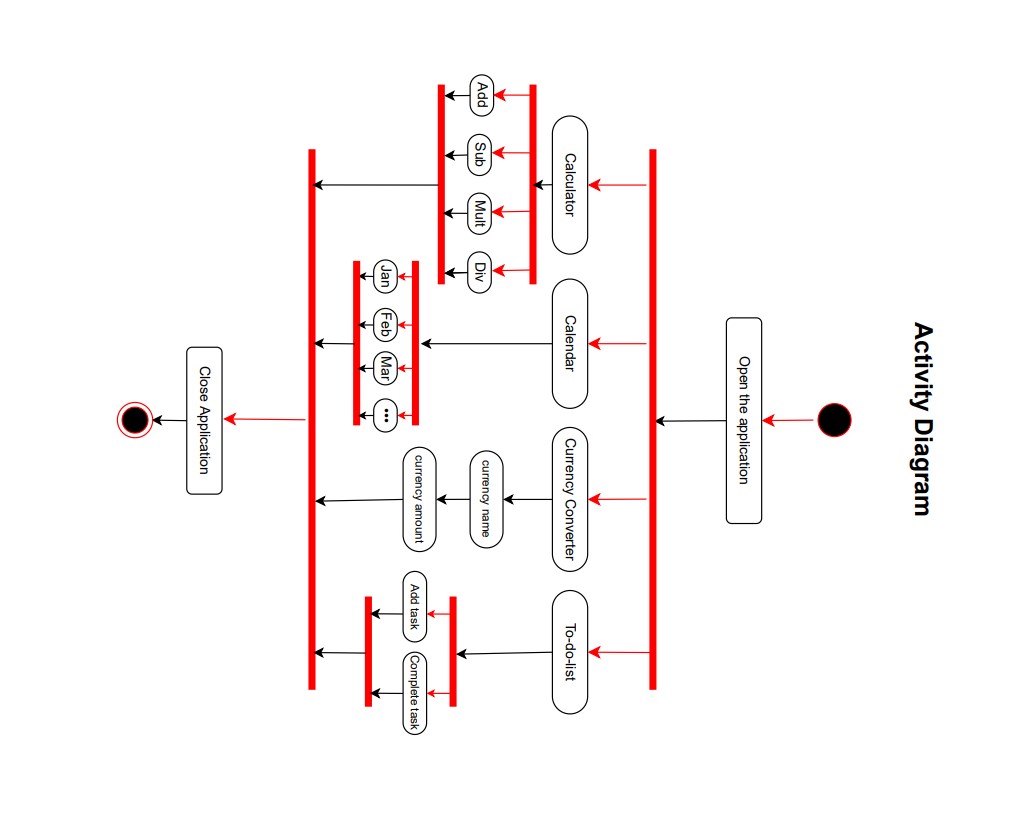 Activity Diagram
Open the application
Calculator
Calendar
Currency Converter
To-do-list
Add
Sub
Mult
Div
currency name
currency amount
Add task
Complete task
Jan
Feb
Mar
•••
Close Application